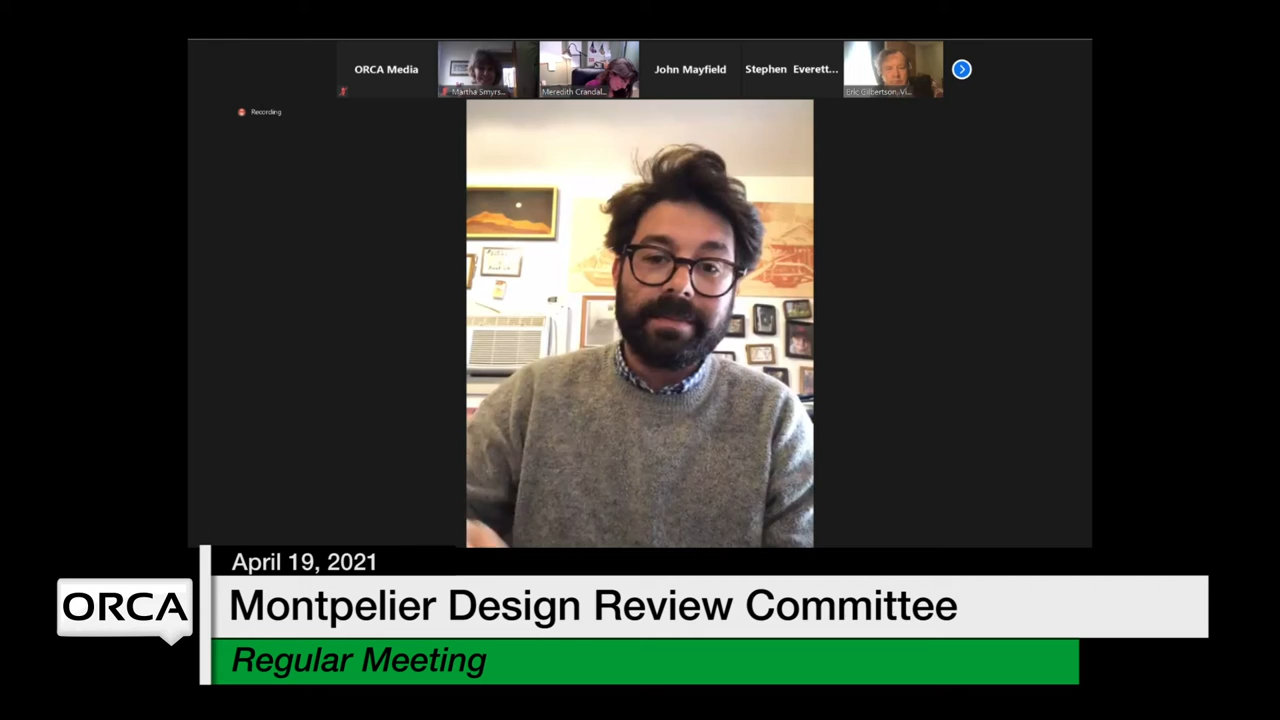 ORCA Media
Martha Smyrs...
Meredith Crandal...
John Mayfield
Stephen Everett...
Eric Gilbertson, Vi...
Recording
April 19, 2021
ORCA
Montpelier Design Review Committee
Regular Meeting